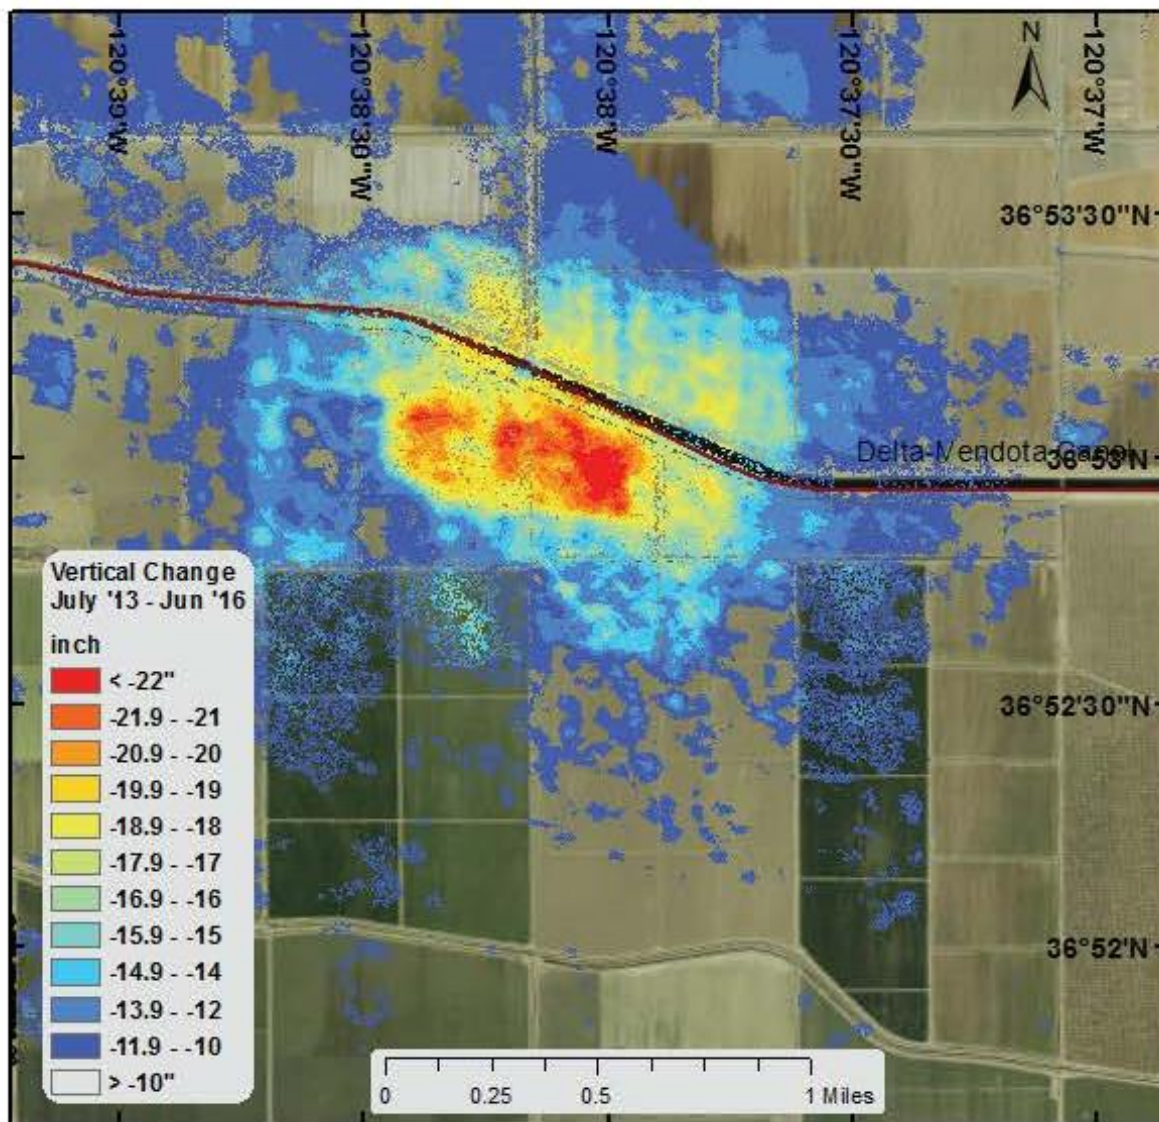 120°39'W
120°38'30"W
120°38'W
120°37'30"W
120°37'W
N
36°53'30"N
Delta-Mendota Canal
36°53'N
36°52'30"N
36°52'N
Vertical Change
July '13 - Jun '16
inch
< -22"
-21.9 - -21
-20.9 - -20
-19.9 - -19
-18.9 - -18
-17.9 - -17
-16.9 - -16
-15.9 - -15
-14.9 - -14
-13.9 - -12
-11.9 - -10
> -10"
0 0.25 0.5 1 Miles